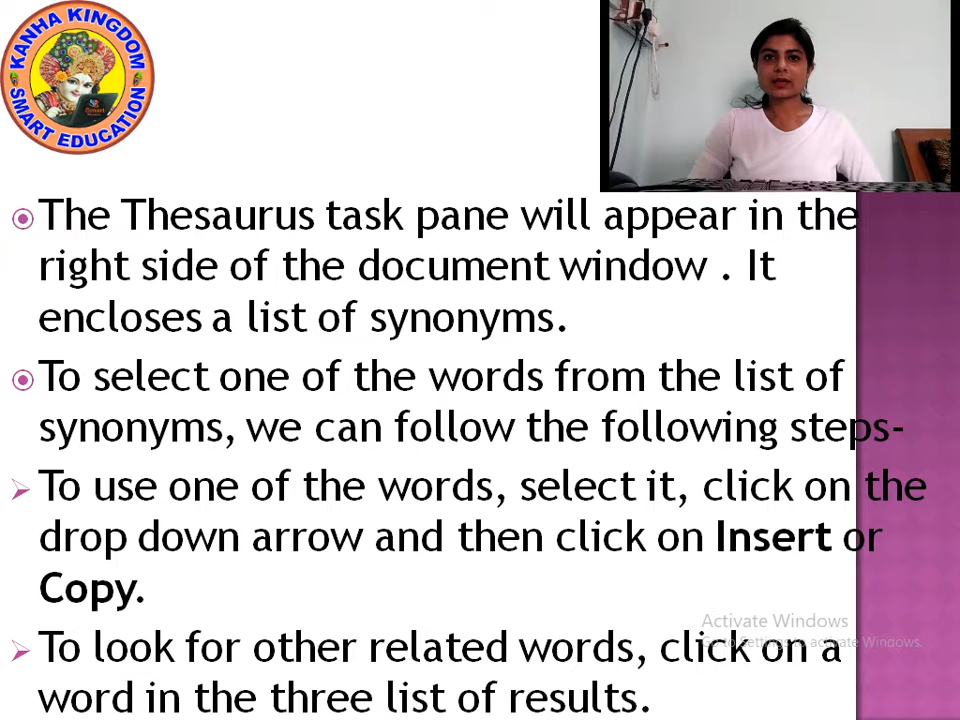 KANHA KINGDOM
SMART EDUCATION
The Thesaurus task pane will appear in the
right side of the document window . It
encloses a list of synonyms.
To select one of the words from the list of
synonyms, we can follow the following steps-
To use one of the words, select it, click on the
drop down arrow and then click on Insert or
Copy.
To look for other related words, click on a
word in the three list of results.
Activate Windows
Go to Settings to activate Windows.